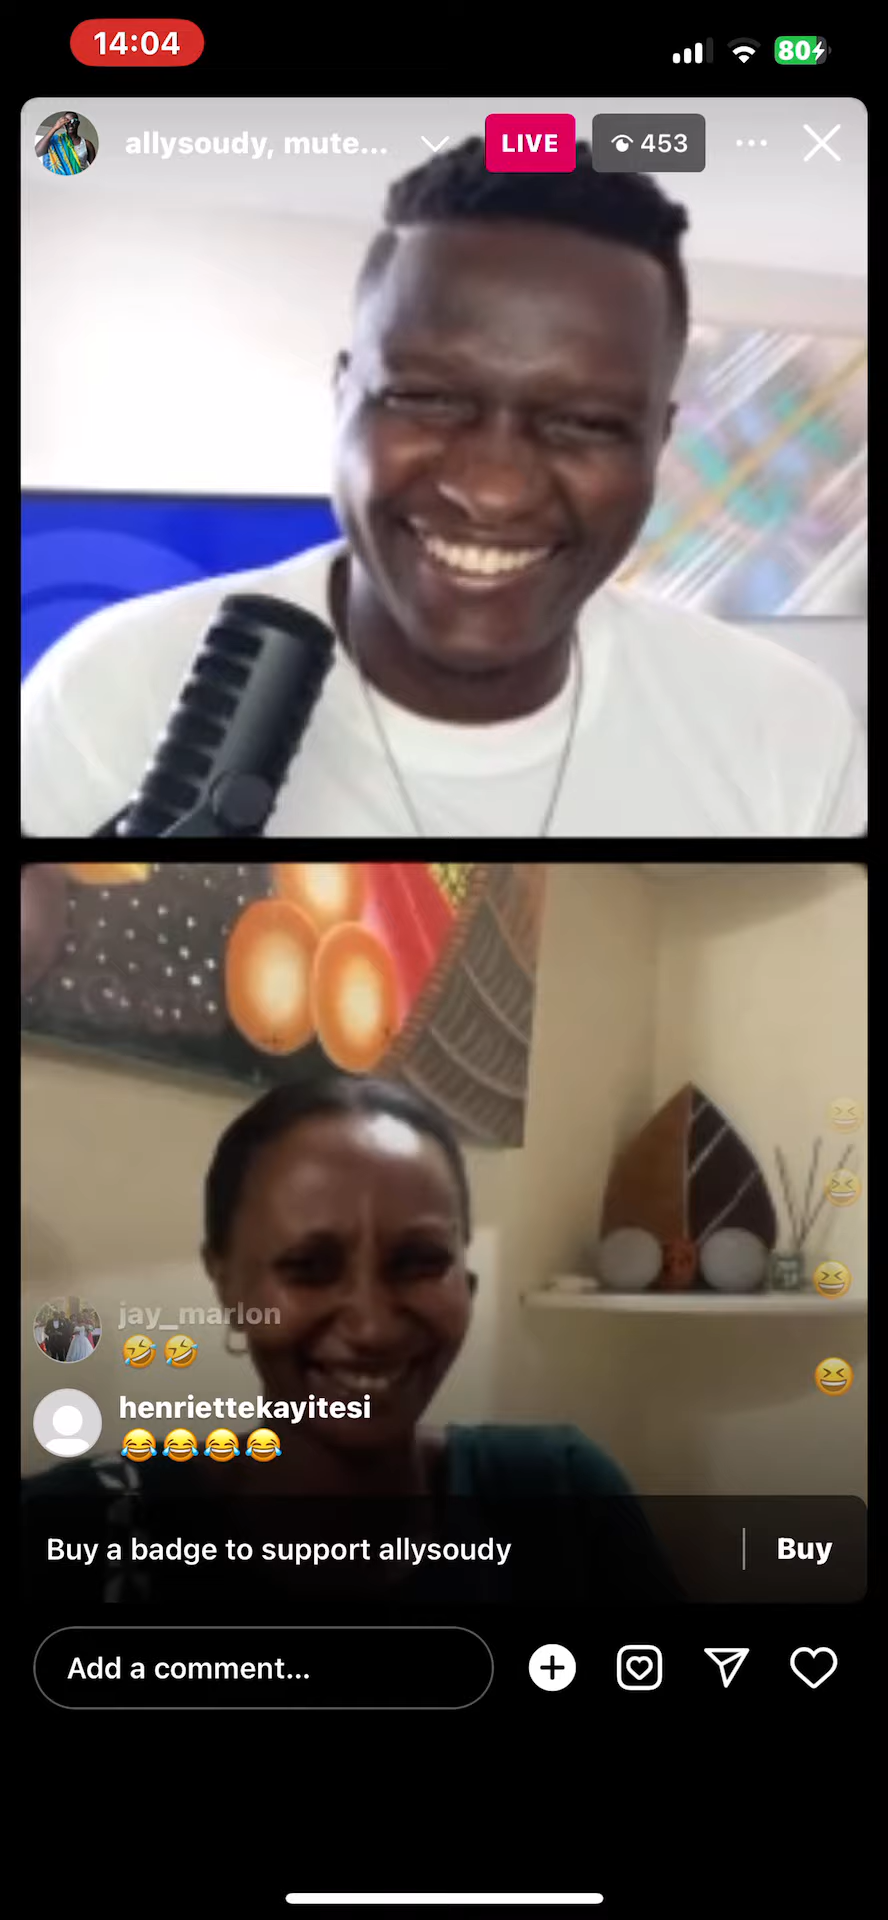 14:04
80
allysoudy, mute...
LIVE
453
jay_marlon
🤣🤣
henriettekayitesi
😂😂😂😂
Buy a badge to support allysoudy
Buy
Add a comment...